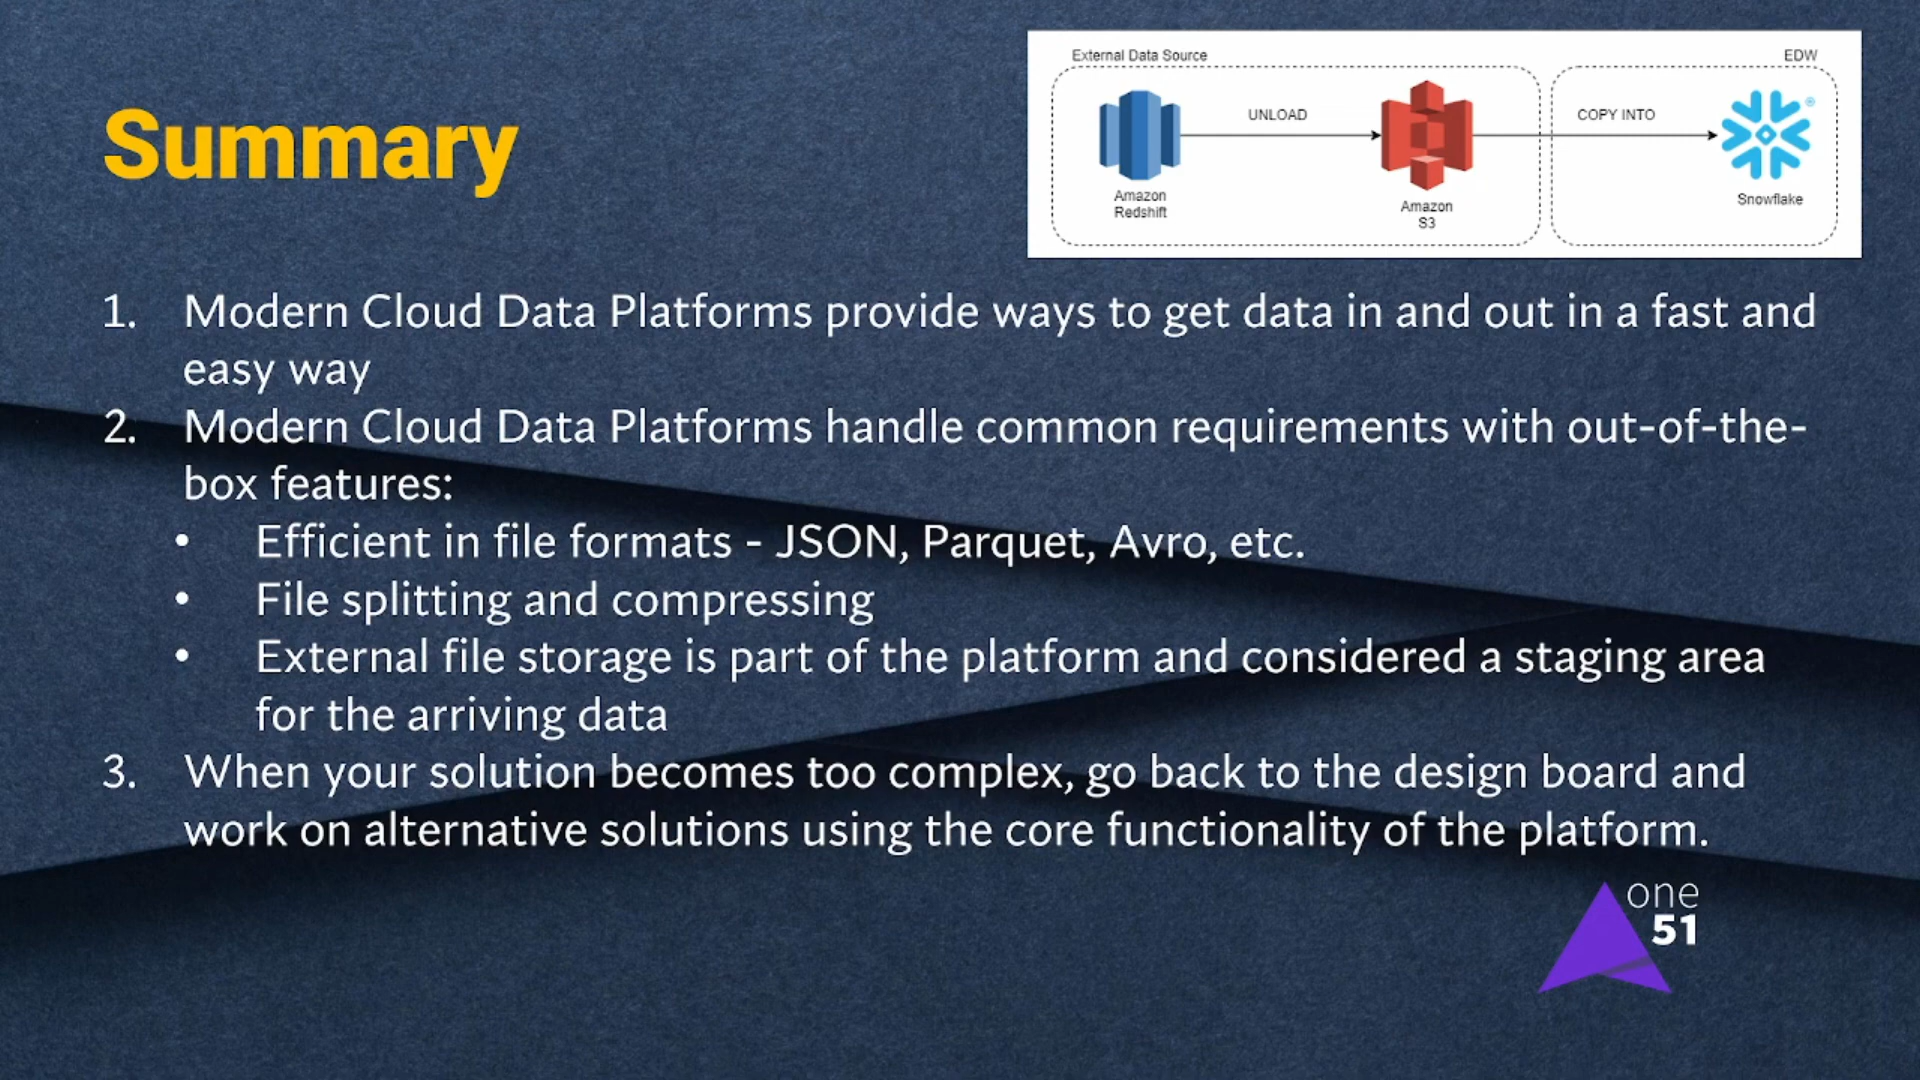 Summary
External Data Source
EDW
UNLOAD
COPY INTO
Amazon
Redshift
Amazon
S3
Snowflake
®
1. Modern Cloud Data Platforms provide ways to get data in and out in a fast and
easy way
2. Modern Cloud Data Platforms handle common requirements with out-of-the-
box features:
• Efficient in file formats - JSON, Parquet, Avro, etc.
• File splitting and compressing
• External file storage is part of the platform and considered a staging area
for the arriving data
3. When your solution becomes too complex, go back to the design board and
work on alternative solutions using the core functionality of the platform.
one
51